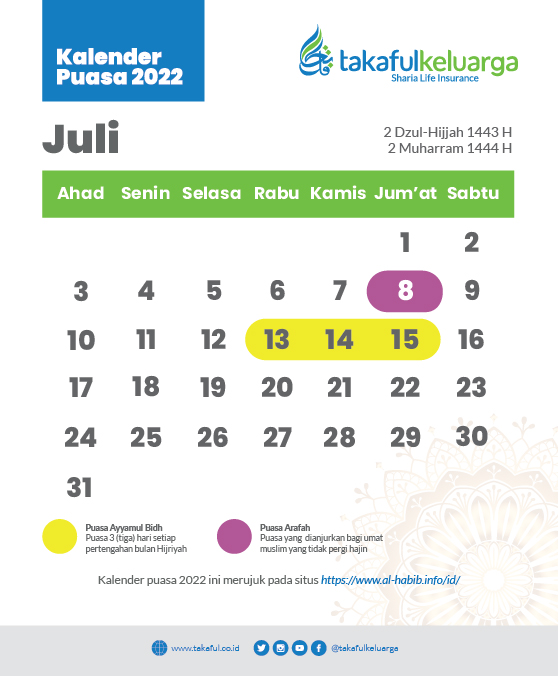 Kalender
Puasa 2022
takafulkeluarga
Sharia Life Insurance
Juli
2 Dzul-Hijjah 1443 H
2 Muharram 1444 H
Ahad Senin Selasa Rabu Kamis Jum'at Sabtu
1 2
3 4 5 6 7 8 9
10 11 12 13 14 15 16
17 18 19 20 21 22 23
24 25 26 27 28 29 30
31
Puasa Ayyamul Bidh
Puasa 3 (tiga) hari setiap
pertengahan bulan Hijriyah
Puasa Arafah
Puasa yang dianjurkan bagi umat
muslim yang tidak pergi hajin
Kalender puasa 2022 ini merujuk pada situs https://www.al-habib.info/id/
www.takaful.co.id @takafulkeluarga